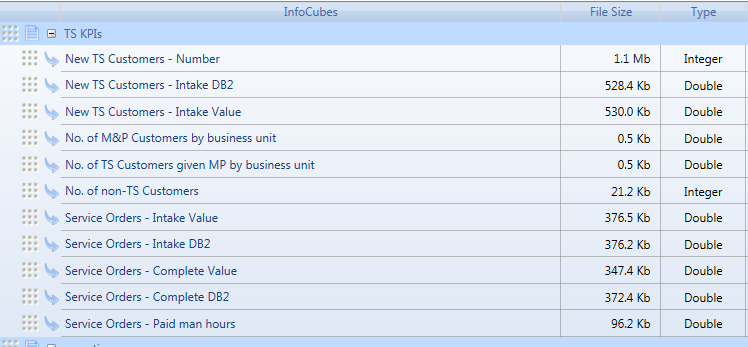 InfoCubes File Size Type
TS KPIs
New TS Customers - Number 1.1 Mb Integer
New TS Customers - Intake DB2 528.4 Kb Double
New TS Customers - Intake Value 530.0 Kb Double
No. of M&P Customers by business unit 0.5 Kb Double
No. of TS Customers given MP by business unit 0.5 Kb Double
No. of non-TS Customers 21.2 Kb Integer
Service Orders - Intake Value 376.5 Kb Double
Service Orders - Intake DB2 376.2 Kb Double
Service Orders - Complete Value 347.4 Kb Double
Service Orders - Complete DB2 372.4 Kb Double
Service Orders - Paid man hours 96.2 Kb Double